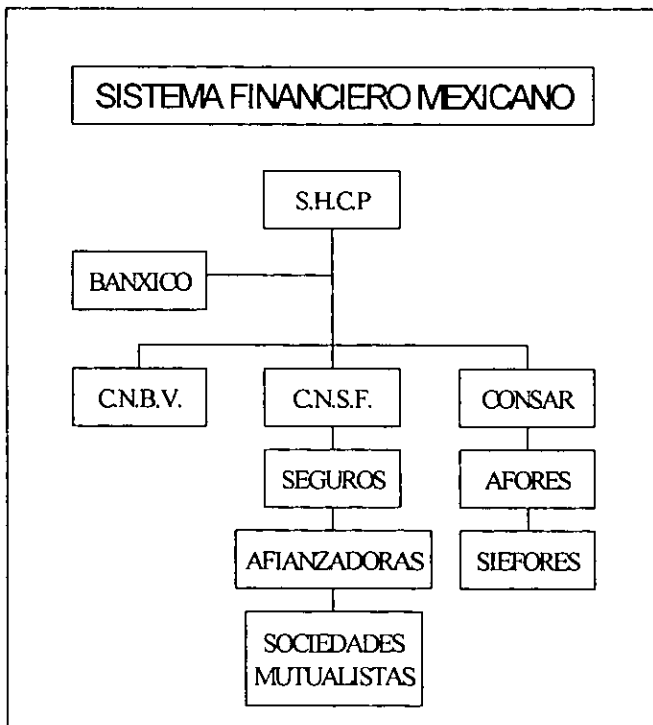 SISTEMA FINANCIERO MEXICANO
S.H.C.P
BANXICO
C.N.B.V.
C.N.S.F.
CONSAR
SEGUROS
AFORES
AFIANZADORAS
SIEFORES
SOCIEDADES
MUTUALISTAS